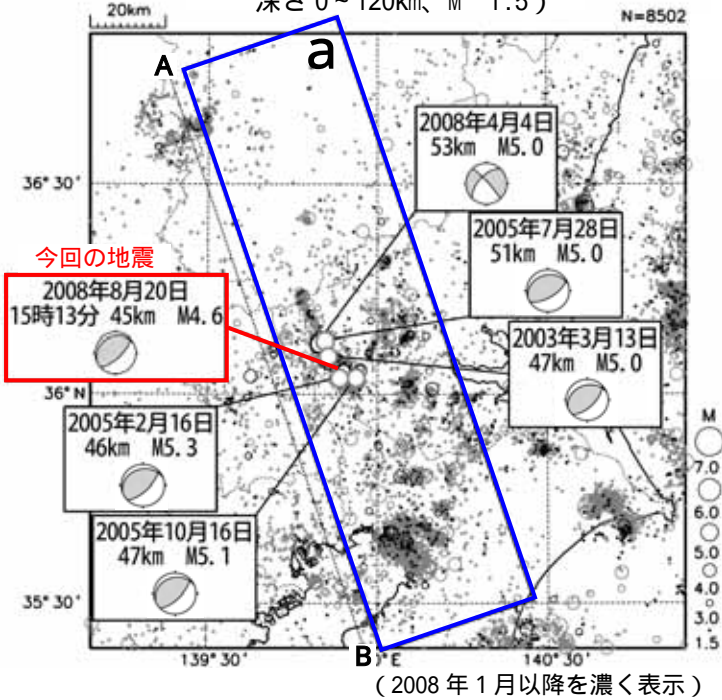 20km
深さ0~120km、M 1.5)
N=8502
A
a
2008年4月4日
53km M5.0
36°30'
2005年7月28日
51km M5.0
今回の地震
2008年8月20日
15時13分 45km M4.6
2003年3月13日
47km M5.0
36°N
2005年2月16日
46km M5.3
M
7.0
6.0
5.0
4.0
3.0
1.5
2005年10月16日
47km M5.1
35°30'
139°30'
B
°E
140°30'
(2008年1月以降を濃く表示)